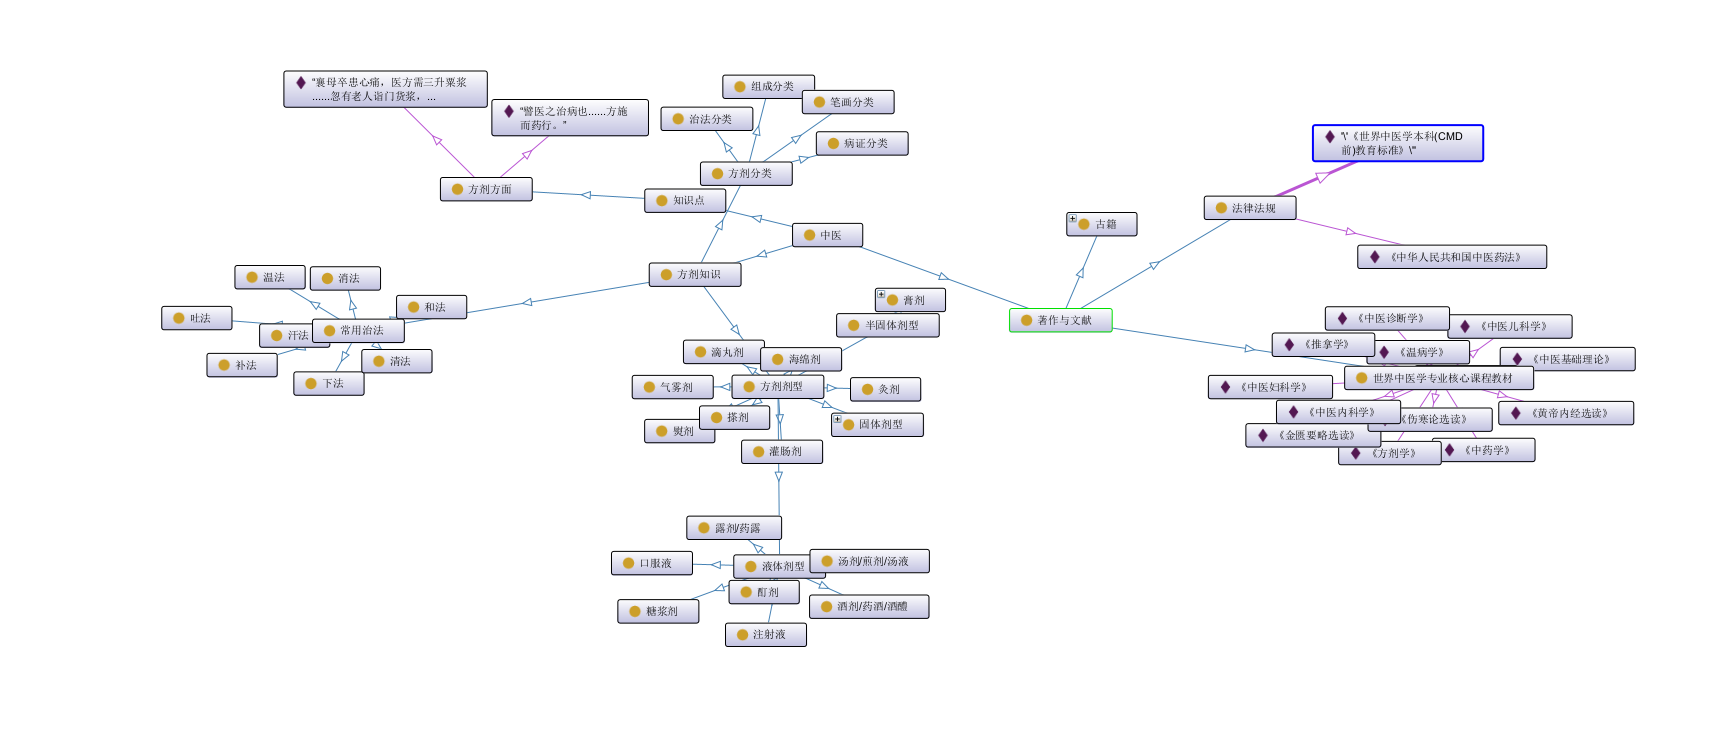 “襄母卒患心痛，医方需三升粟浆
......忽有老人诣门货浆，...
“譬医之治病也......方施
而药行。”
组成分类
笔画分类
治法分类
病证分类
方剂分类
方剂方面
知识点
中医
方剂知识
古籍
"\"《世界中医学本科(CMD
前)教育标准》\"
法律法规
《中华人民共和国中医药法》
著作与文献
温法
消法
和法
吐法
汗法
常用治法
补法
清法
下法
膏剂
半固体剂型
滴丸剂
海绵剂
气雾剂
方剂剂型
灸剂
搽剂
熨剂
固体剂型
灌肠剂
《中医诊断学》
《中医儿科学》
《推拿学》
《温病学》
《中医基础理论》
世界中医学专业核心课程教材
《中医妇科学》
《中医内科学》
《伤寒论选读》
《黄帝内经选读》
《金匮要略选读》
《方剂学》
《中药学》
露剂/药露
口服液
液体剂型
汤剂/煎剂/汤液
酊剂
糖浆剂
酒剂/药酒/酒醴
注射液